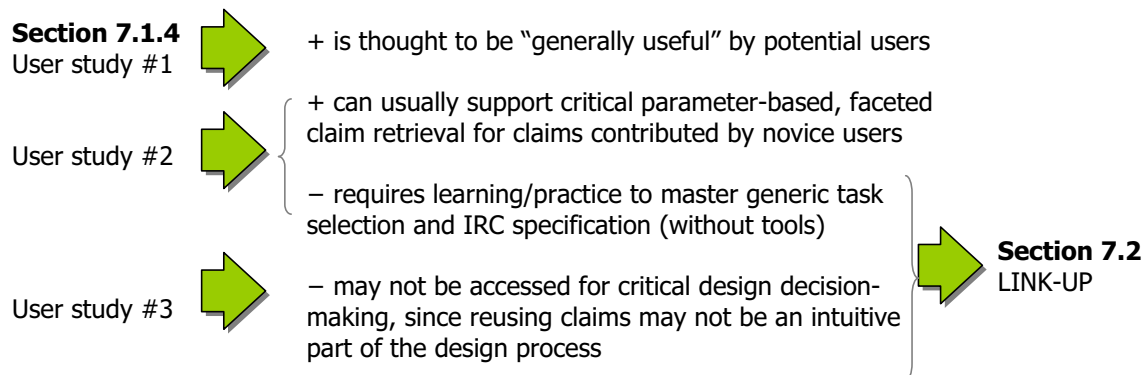 Section 7.1.4
User study #1
+ is thought to be “generally useful” by potential users
User study #2
+ can usually support critical parameter-based, faceted
claim retrieval for claims contributed by novice users
− requires learning/practice to master generic task
selection and IRC specification (without tools)
User study #3
− may not be accessed for critical design decision-
making, since reusing claims may not be an intuitive
part of the design process
Section 7.2
LINK-UP